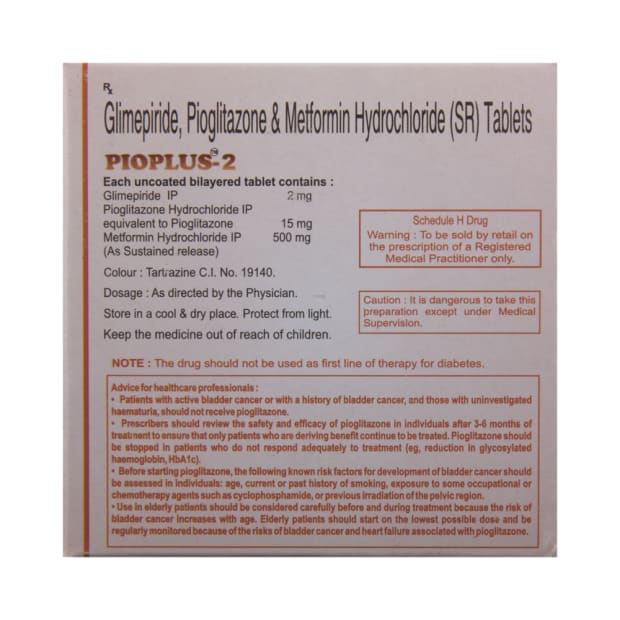 Rx
Glimepiride, Pioglitazone & Metformin Hydrochloride (SR) Tablets
PIOPLUS™-2
Each uncoated bilayered tablet contains :
Glimepiride IP 2 mg
Pioglitazone Hydrochloride IP
equivalent to Pioglitazone 15 mg
Metformin Hydrochloride IP 500 mg
(As Sustained release)
Colour : Tartrazine C.I. No. 19140.
Dosage : As directed by the Physician.
Store in a cool & dry place. Protect from light.
Keep the medicine out of reach of children.
Schedule H Drug
Warning : To be sold by retail on
the prescription of a Registered
Medical Practitioner only.
Caution : It is dangerous to take this
preparation except under Medical
Supervision.
NOTE : The drug should not be used as first line of therapy for diabetes.
Advice for healthcare professionals :
• Patients with active bladder cancer or with a history of bladder cancer, and those with uninvestigated
haematuria, should not receive pioglitazone.
• Prescribers should review the safety and efficacy of pioglitazone in individuals after 3-6 months of
treatment to ensure that only patients who are deriving benefit continue to be treated. Pioglitazone should
be stopped in patients who do not respond adequately to treatment (eg, reduction in glycosylated
haemoglobin, HbA1c).
• Before starting pioglitazone, the following known risk factors for development of bladder cancer should
be assessed in individuals: age, current or past history of smoking, exposure to some occupational or
chemotherapy agents such as cyclophosphamide, or previous irradiation of the pelvic region.
• Use in elderly patients should be considered carefully before and during treatment because the risk of
bladder cancer increases with age. Elderly patients should start on the lowest possible dose and be
regularly monitored because of the risks of bladder cancer and heart failure associated with pioglitazone.